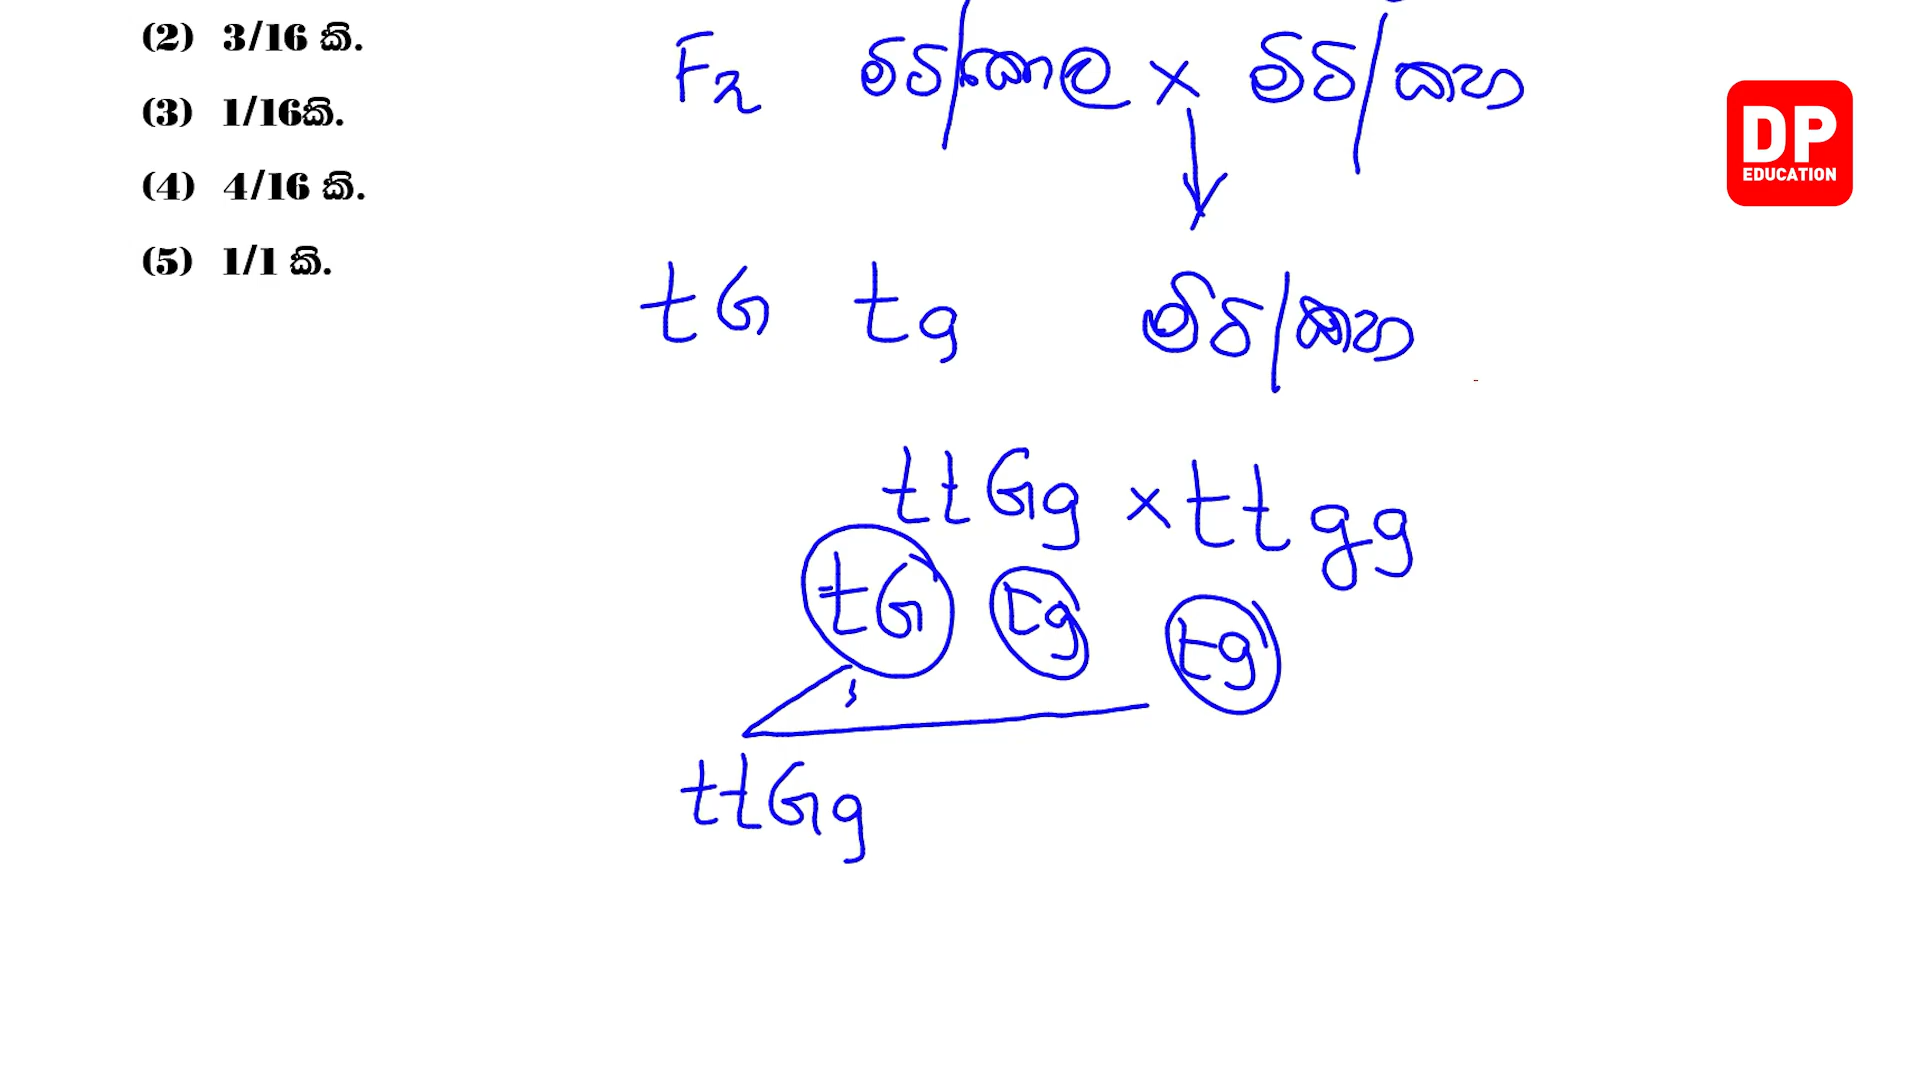 (2) 3/16 කි.
F2 මිටි/කොල × මිටි/කහ
(3) 1/16කි.
DP
EDUCATION
(4) 4/16 කි.
(5) 1/1 කි.
tG tg මිටි/කහ
ttGg × ttgg
tG tg tg
ttGg